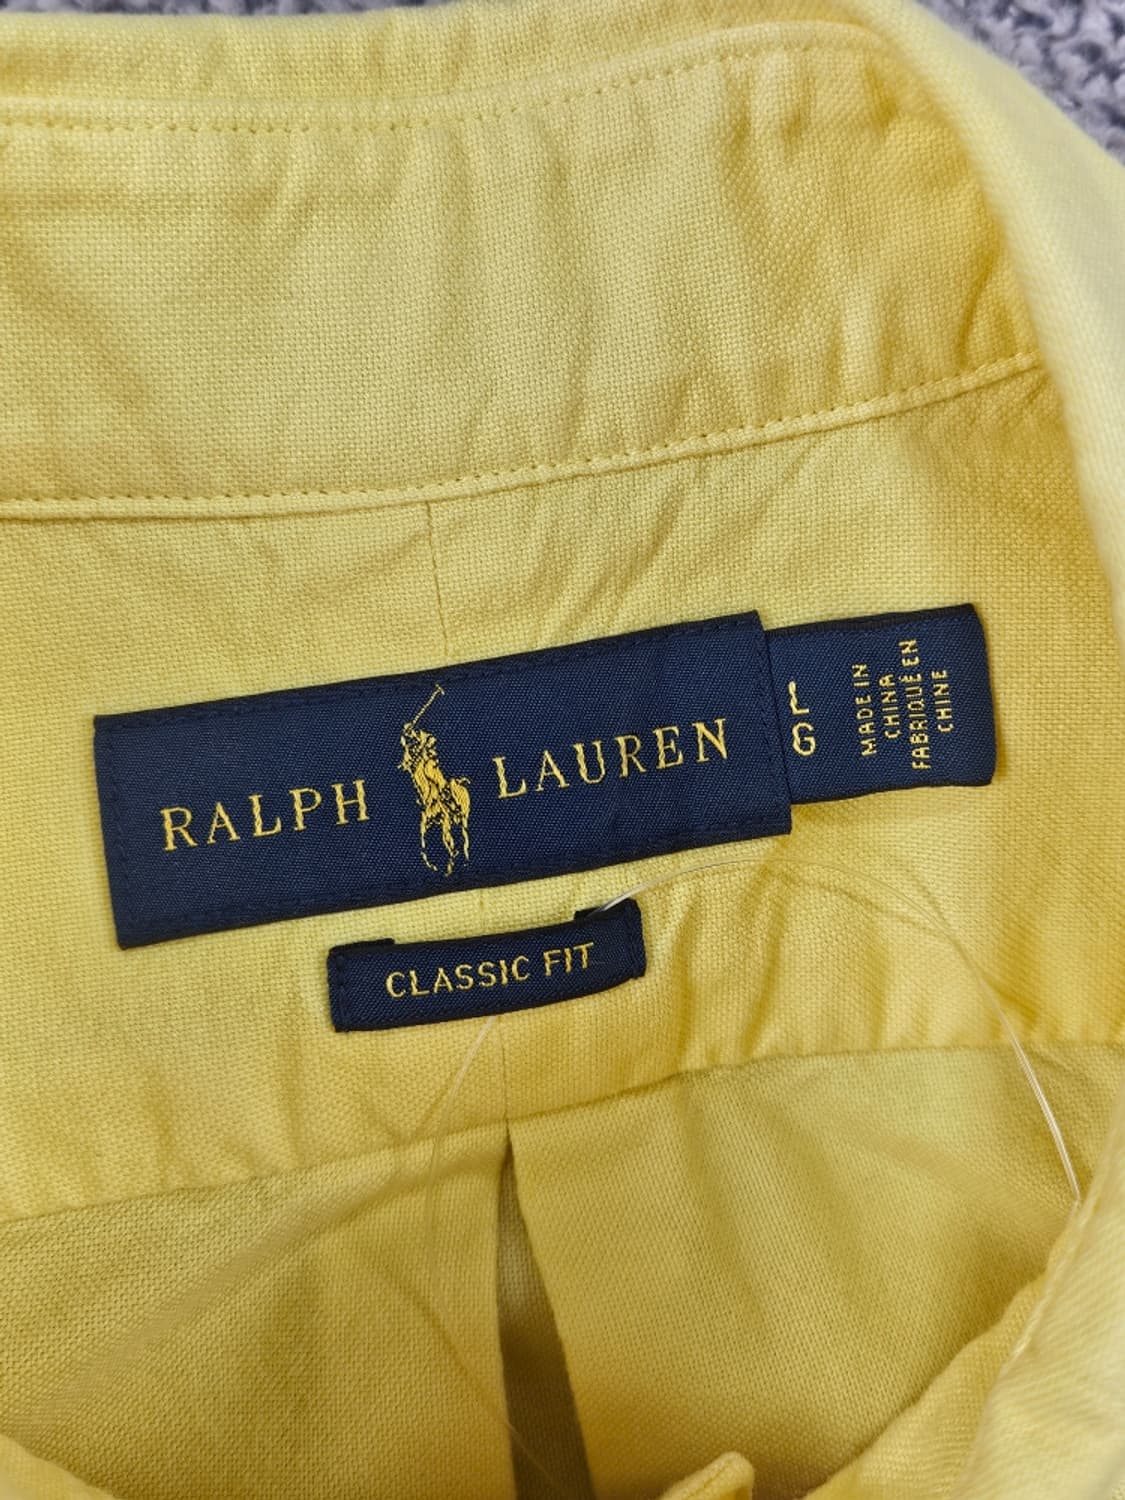 RALPH LAUREN
L
G
MADE IN
CHINA
FABRIQUÉ EN
CHINE
CLASSIC FIT